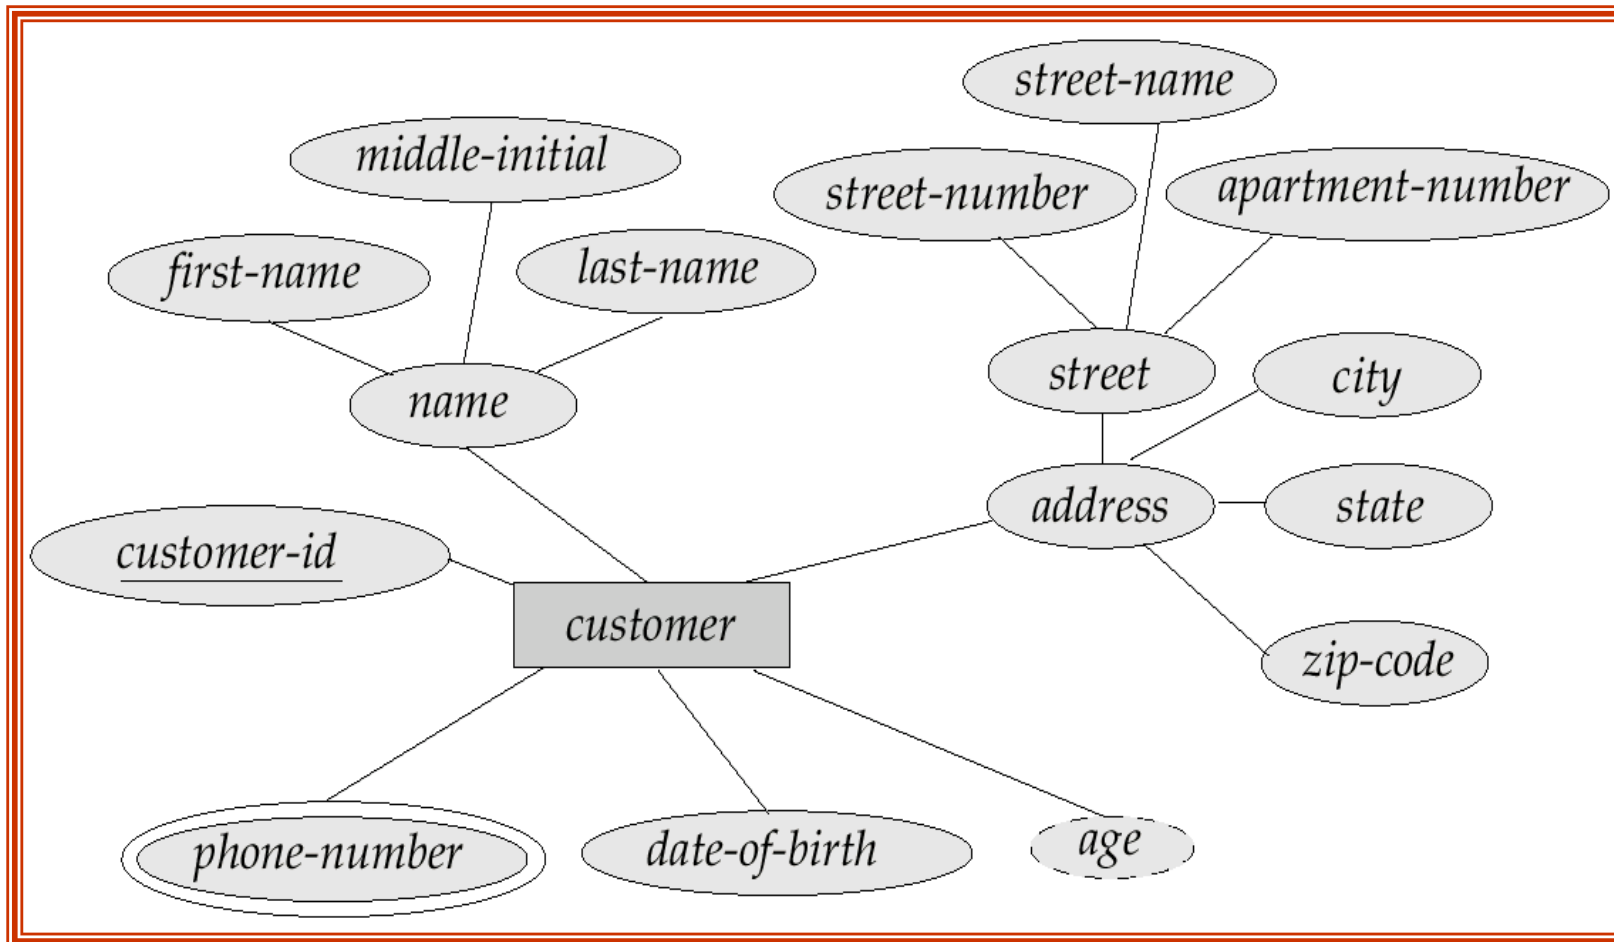 street-name
middle-initial
street-number
apartment-number
first-name
last-name
street
city
name
address
state
customer-id
customer
zip-code
phone-number
date-of-birth
age